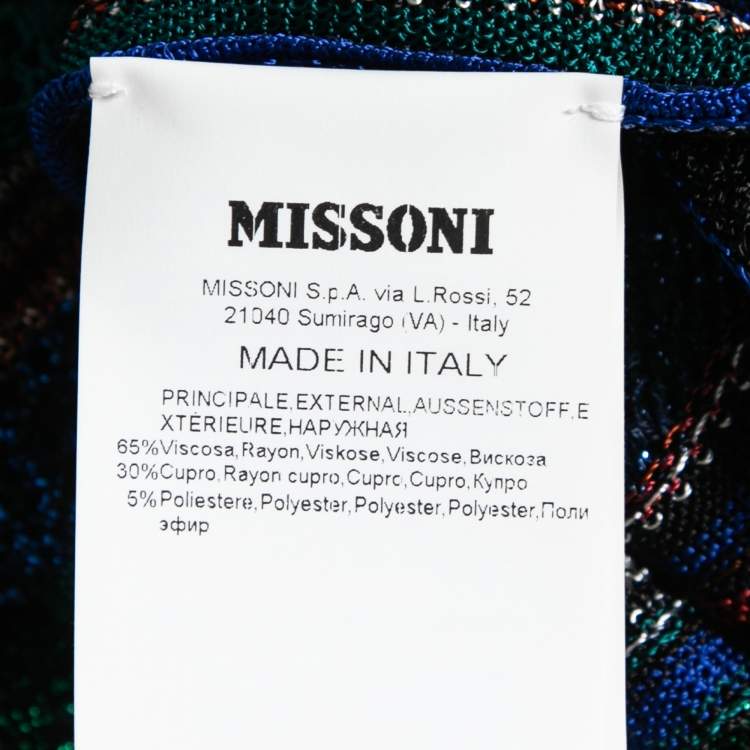 MISSONI
MISSONI S.p.A. via L.Rossi, 52
21040 Sumirago (VA) - Italy
MADE IN ITALY
PRINCIPALE,EXTERNAL,AUSSENSTOFF,E
XTÉRIEURE,НАРУЖНАЯ
65%Viscosa,Rayon,Viskose,Viscose,Вискоза
30%Cupro,Rayon cupro,Cupro,Cupro,Купро
5%Poliestere,Polyester,Polyester,Polyester,Поли
эфир